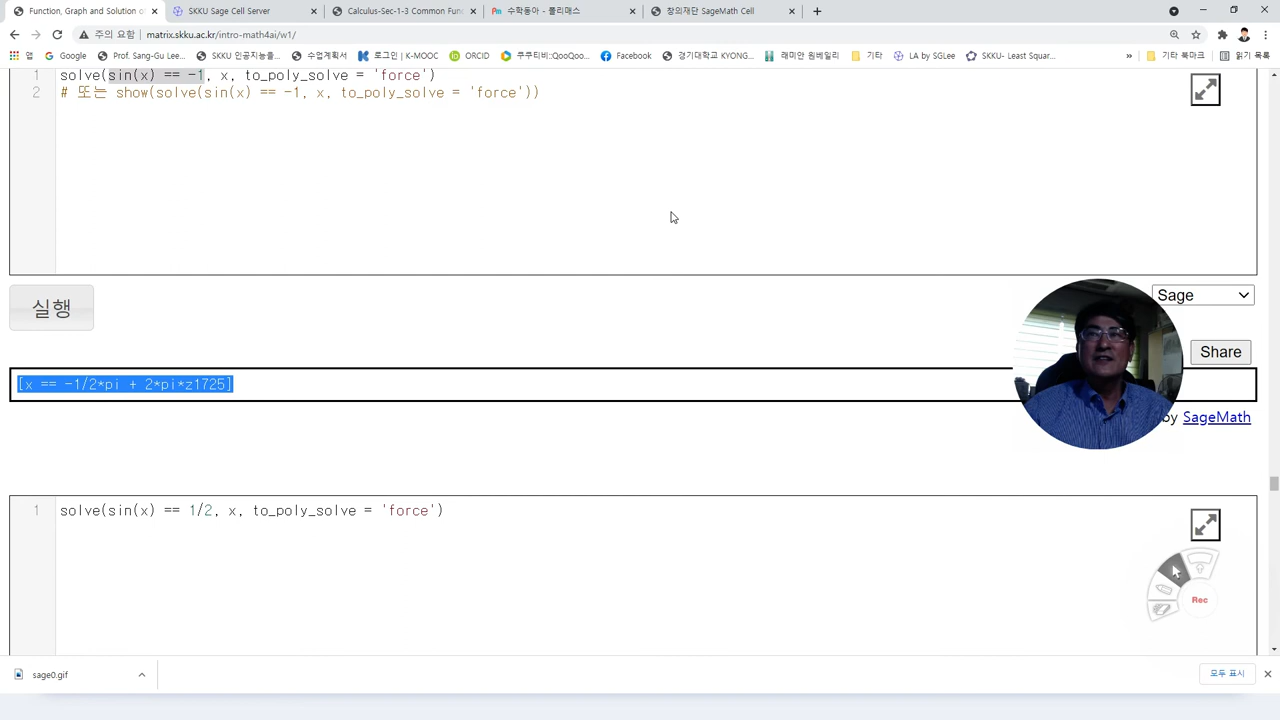 Function, Graph and Solution o
SKKU Sage Cell Server
Calculus-Sec-1-3 Common Func
수학동아 - 폴리매스
창의재단 SageMath Cell
주의 요함
matrix.skku.ac.kr/intro-math4ai/w1/
앱
Google
Prof. Sang-Gu Lee...
SKKU 인공지능을...
수업계획서
로그인 | K-MOOC
ORCID
쿠쿠티비::QooQoo...
Facebook
경기대학교 KYONG...
래미안 원베일리
기타
LA by SGLee
SKKU- Least Squar...
»
기타 북마크
읽기 목록
1 solve(sin(x) == -1, x, to_poly_solve = 'force')
2 # 또는 show(solve(sin(x) == -1, x, to_poly_solve = 'force'))
실행
Sage
Share
[x == -1/2*pi + 2*pi*z1725]
by SageMath
1 solve(sin(x) == 1/2, x, to_poly_solve = 'force')
Rec
sage0.gif
모두 표시